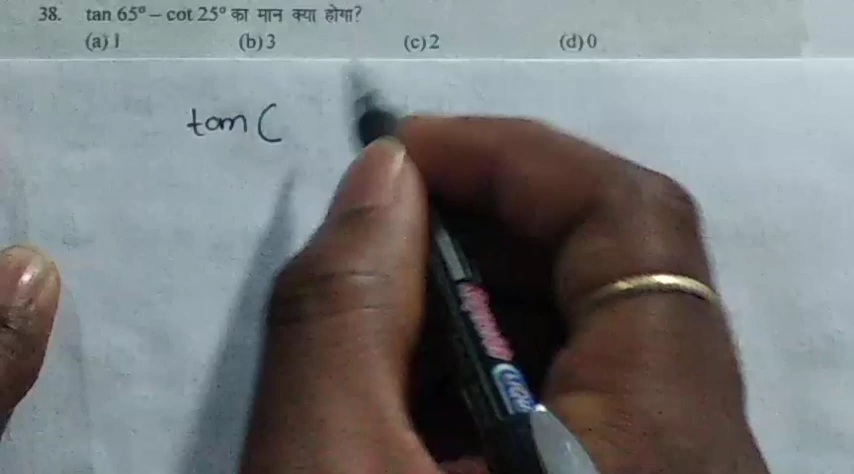 38. tan 65° – cot 25° का मान क्या होगा?
(a) 1 (b) 3 (c) 2 (d) 0
tan (